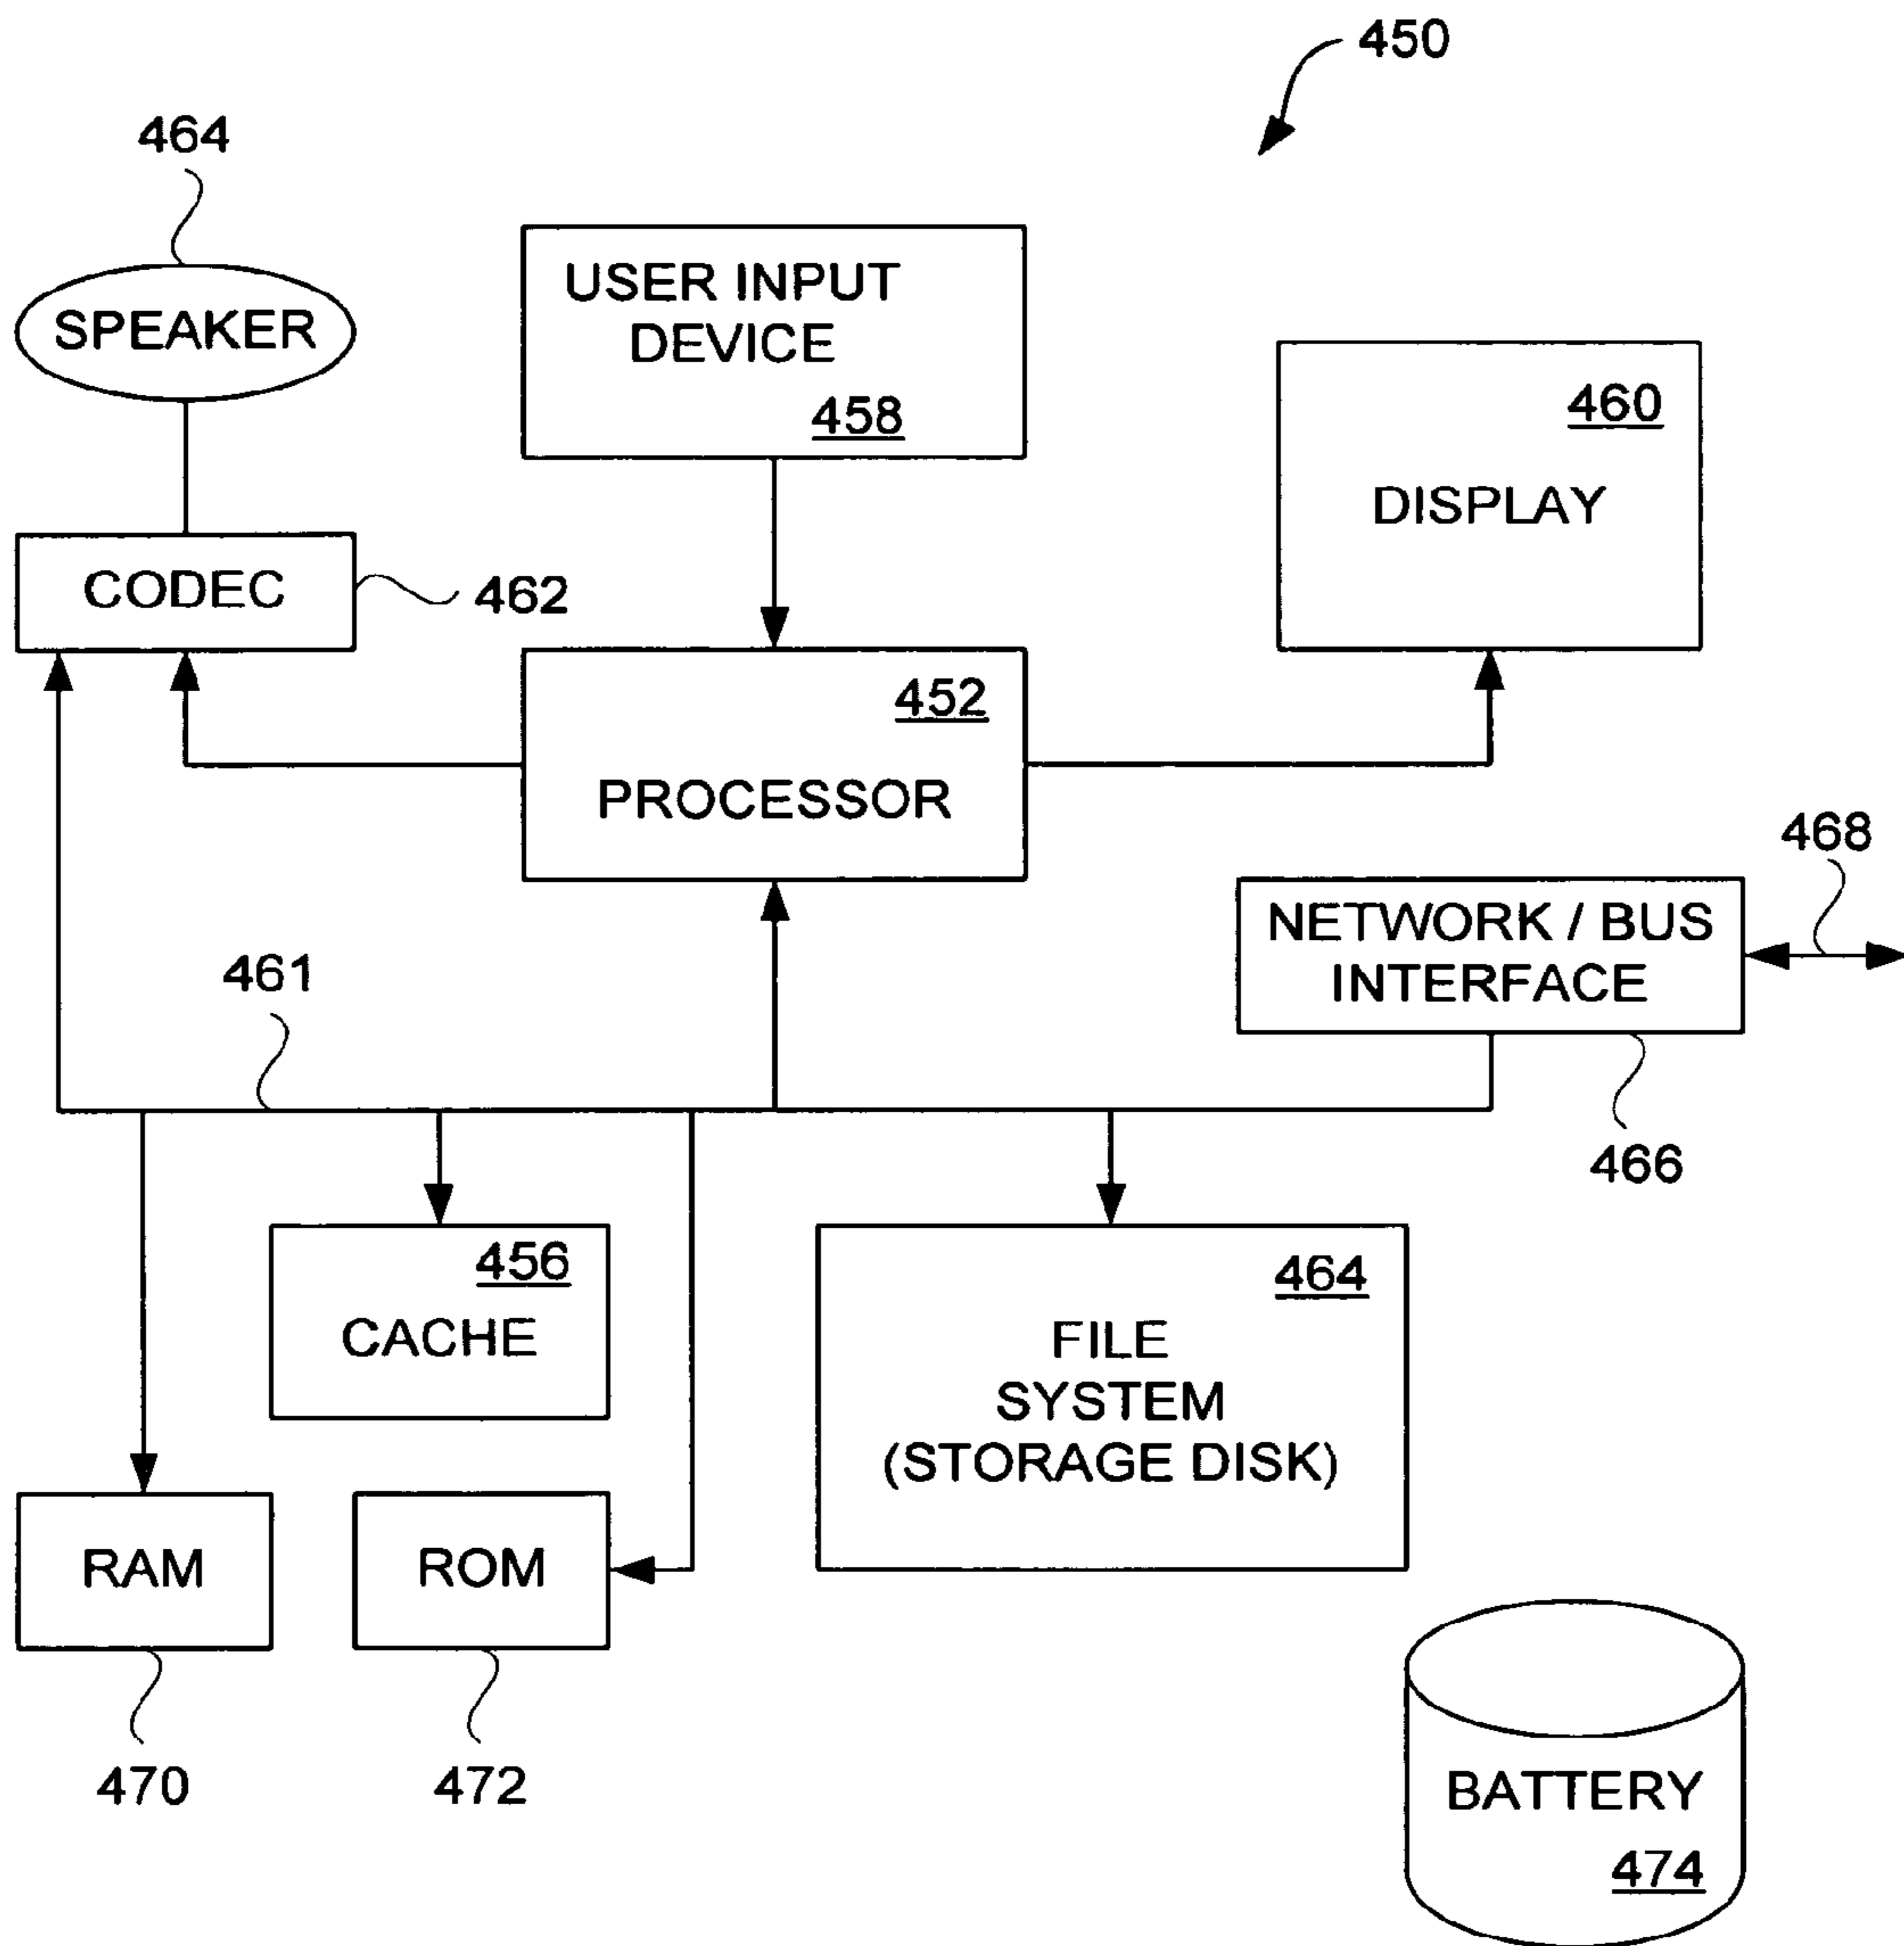 450
464
SPEAKER
USER INPUT
DEVICE
458
460
DISPLAY
CODEC
462
452
PROCESSOR
468
NETWORK / BUS
INTERFACE
461
466
456
CACHE
464
FILE
SYSTEM
(STORAGE DISK)
RAM
ROM
470
472
BATTERY
474